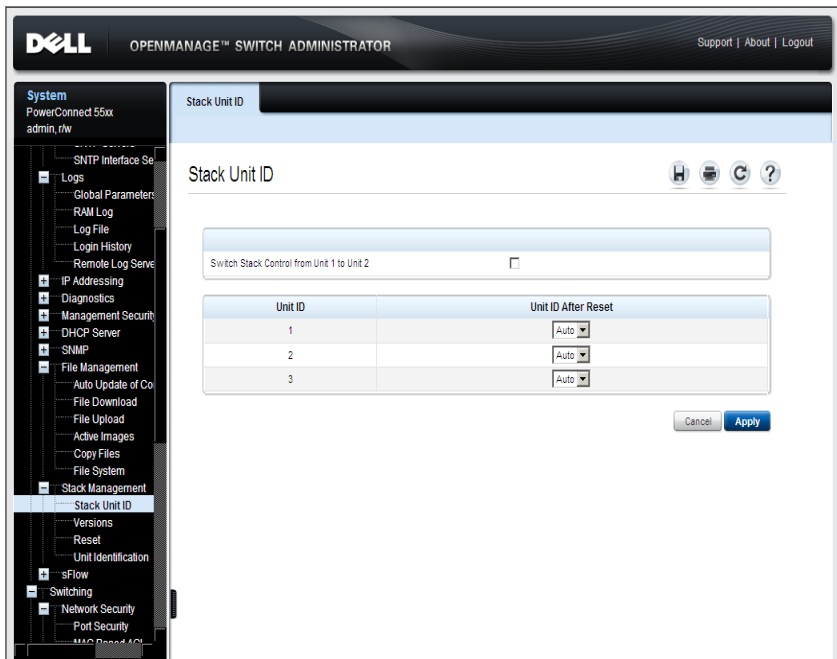 DELL
OPENMANAGE™ SWITCH ADMINISTRATOR
Support | About | Logout
System
PowerConnect 55xx
admin, r/w
Stack Unit ID
SNTP Interface Se
Logs
Global Parameters
RAM Log
Log File
Login History
Remote Log Serve
IP Addressing
Diagnostics
Management Securit
DHCP Server
SNMP
File Management
Auto Update of Co
File Download
File Upload
Active Images
Copy Files
File System
Stack Management
Stack Unit ID
Versions
Reset
Unit Identification
sFlow
Switching
Network Security
Port Security
Stack Unit ID
Switch Stack Control from Unit 1 to Unit 2
Unit ID Unit ID After Reset
1 Auto
2 Auto
3 Auto
Cancel Apply